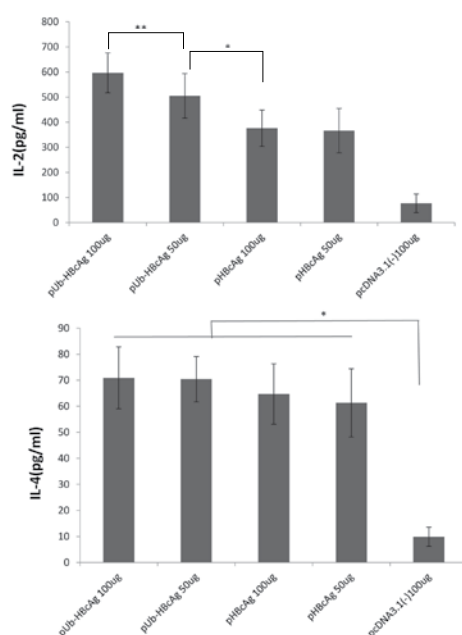 **
*
800
700
600
500
400
300
200
100
0
IL-2(pg/ml)
pUb-HBcAg 100ug
pUb-HBcAg 50ug
pHBcAg 100ug
pHBcAg 50ug
pcDNA3.1(-)100ug
*
90
80
70
60
50
40
30
20
10
0
IL-4(pg/ml)
pUb-HBcAg 100ug
pUb-HBcAg 50ug
pHBcAg 100ug
pHBcAg 50ug
pcDNA3.1(-)100ug